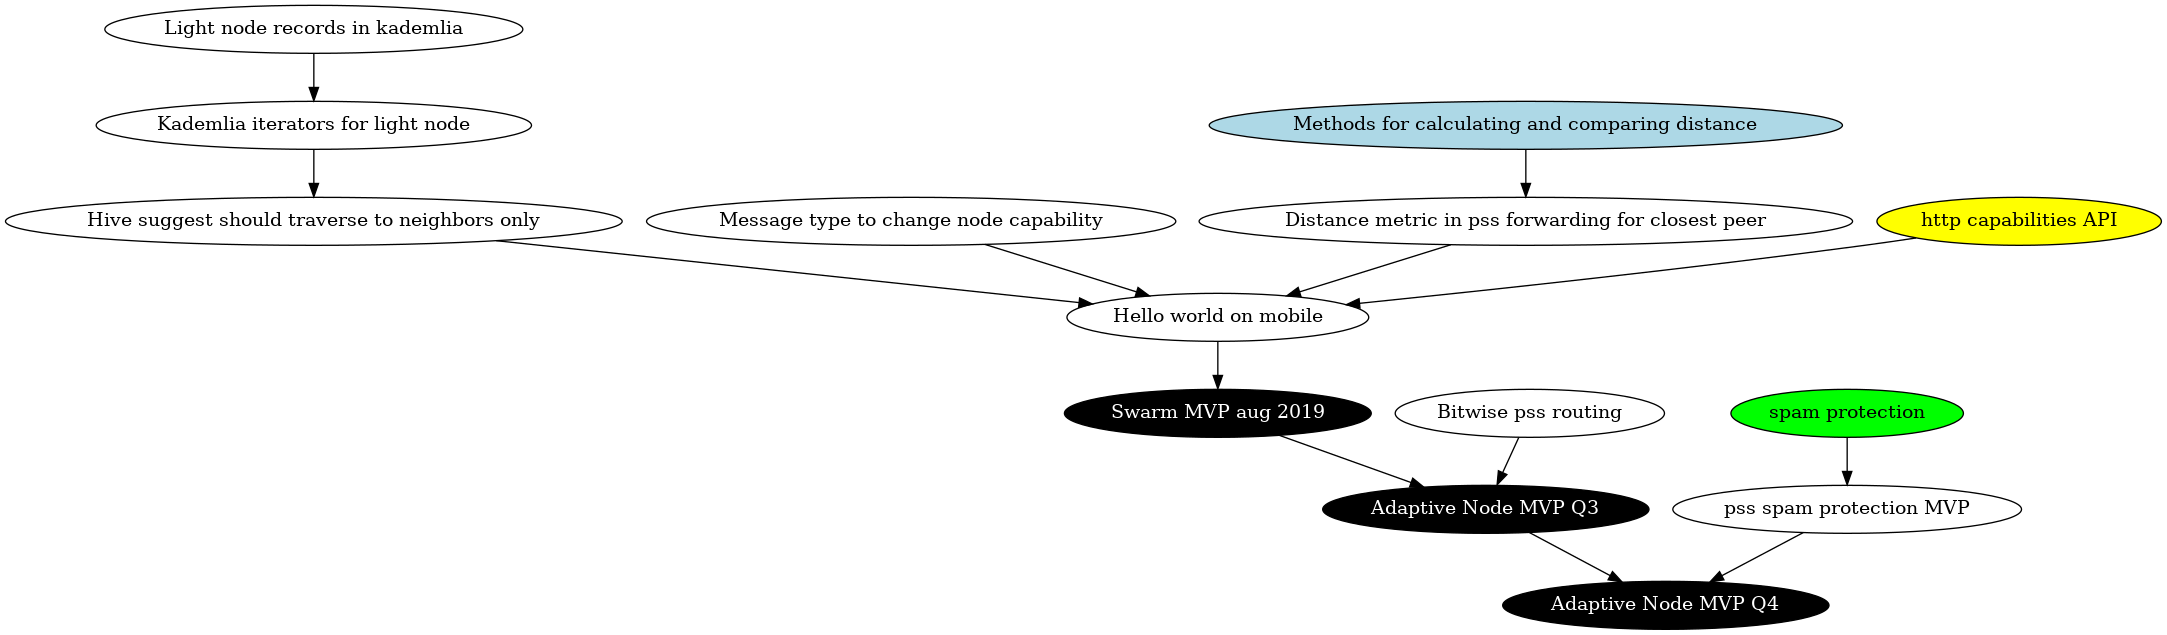 Light node records in kademlia
Kademlia iterators for light node
Methods for calculating and comparing distance
Hive suggest should traverse to neighbors only
Message type to change node capability
Distance metric in pss forwarding for closest peer
http capabilities API
Hello world on mobile
Swarm MVP aug 2019
Bitwise pss routing
spam protection
Adaptive Node MVP Q3
pss spam protection MVP
Adaptive Node MVP Q4